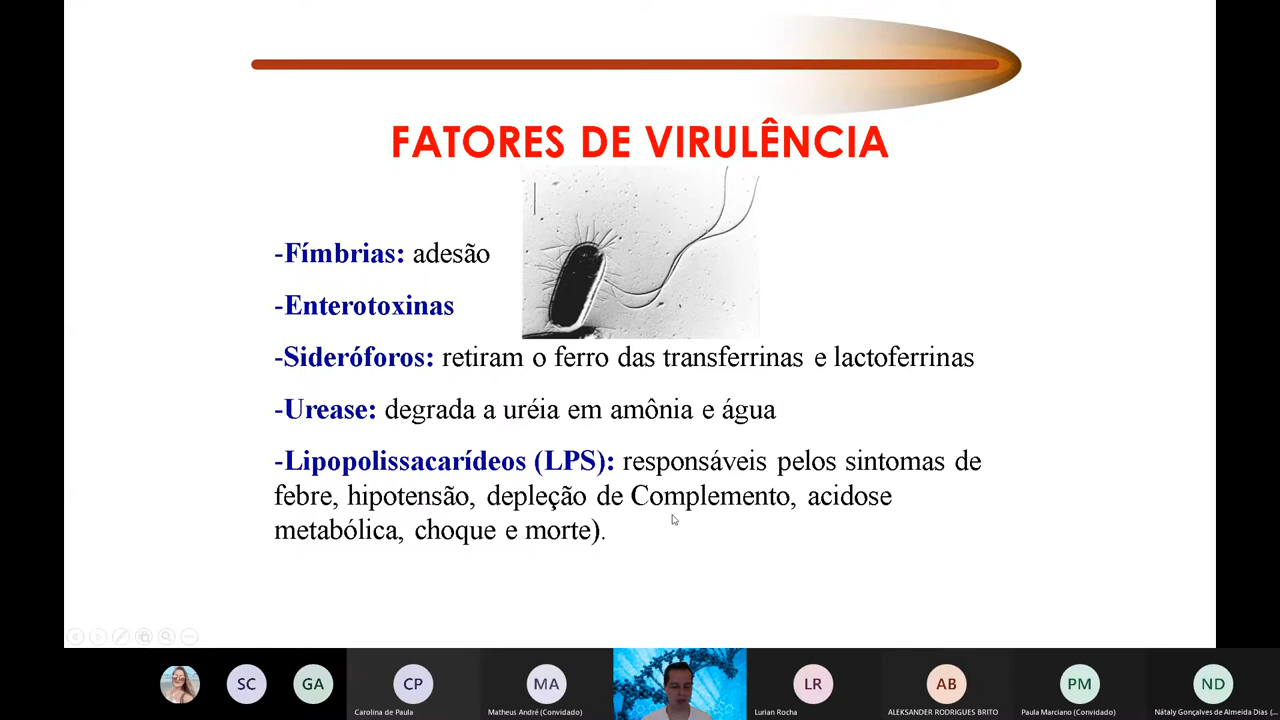 FATORES DE VIRULÊNCIA
-Fímbrias: adesão
-Enterotoxinas
-Sideróforos: retiram o ferro das transferrinas e lactoferrinas
-Urease: degrada a uréia em amônia e água
-Lipopolissacarídeos (LPS): responsáveis pelos sintomas de
febre, hipotensão, depleção de Complemento, acidose
metabólica, choque e morte).
SC GA CP MA LR AB PM ND
Carolina de Paula Matheus André (Convidado) Lurian Rocha ALEKSANDER RODRIGUES BRITO Paula Marciano (Convidado) Nátaly Gonçalves de Almeida Dias (...